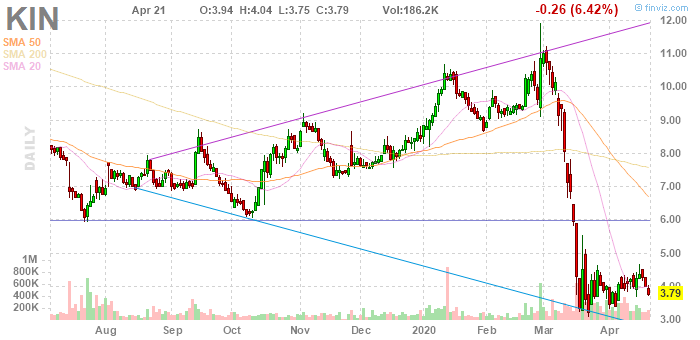 KIN
Apr 21
O:3.94
H:4.04
L:3.75
C:3.79
Vol:186.2K
-0.26 (6.42%)
© finviz.com
SMA 50
SMA 200
SMA 20
DAILY
12.00
11.00
10.00
9.00
8.00
7.00
6.00
5.00
4.00
3.79
3.00
1M
800K
600K
400K
200K
Aug
Sep
Oct
Nov
Dec
2020
Feb
Mar
Apr